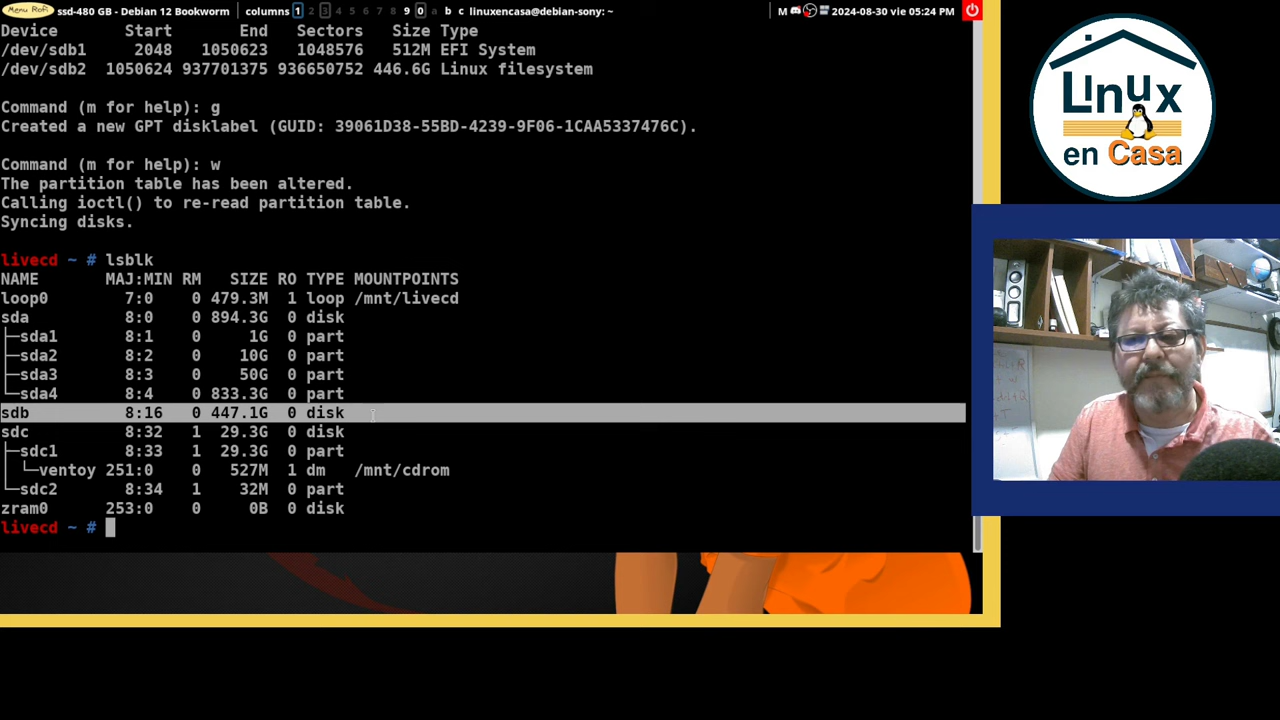 Menu Rofi ssd-480 GB - Debian 12 Bookworm columns 1 2 3 4 5 6 7 8 9 0 a b c linuxencasa@debian-sony: ~ M 2024-08-30 vie 05:24 PM
Device Start End Sectors Size Type
/dev/sdb1 2048 1050623 1048576 512M EFI System
/dev/sdb2 1050624 937701375 936650752 446.6G Linux filesystem
Command (m for help): g
Created a new GPT disklabel (GUID: 39061D38-55BD-4239-9F06-1CAA5337476C).
Command (m for help): w
The partition table has been altered.
Calling ioctl() to re-read partition table.
Syncing disks.
livecd ~ # lsblk
NAME MAJ:MIN RM SIZE RO TYPE MOUNTPOINTS
loop0 7:0 0 479.3M 1 loop /mnt/livecd
sda 8:0 0 894.3G 0 disk
├─sda1 8:1 0 1G 0 part
├─sda2 8:2 0 10G 0 part
├─sda3 8:3 0 50G 0 part
└─sda4 8:4 0 833.3G 0 part
sdb 8:16 0 447.1G 0 disk
sdc 8:32 1 29.3G 0 disk
├─sdc1 8:33 1 29.3G 0 part
│ └─ventoy 251:0 0 527M 1 dm /mnt/cdrom
└─sdc2 8:34 1 32M 0 part
zram0 253:0 0 0B 0 disk
livecd ~ #
Linux
en Casa